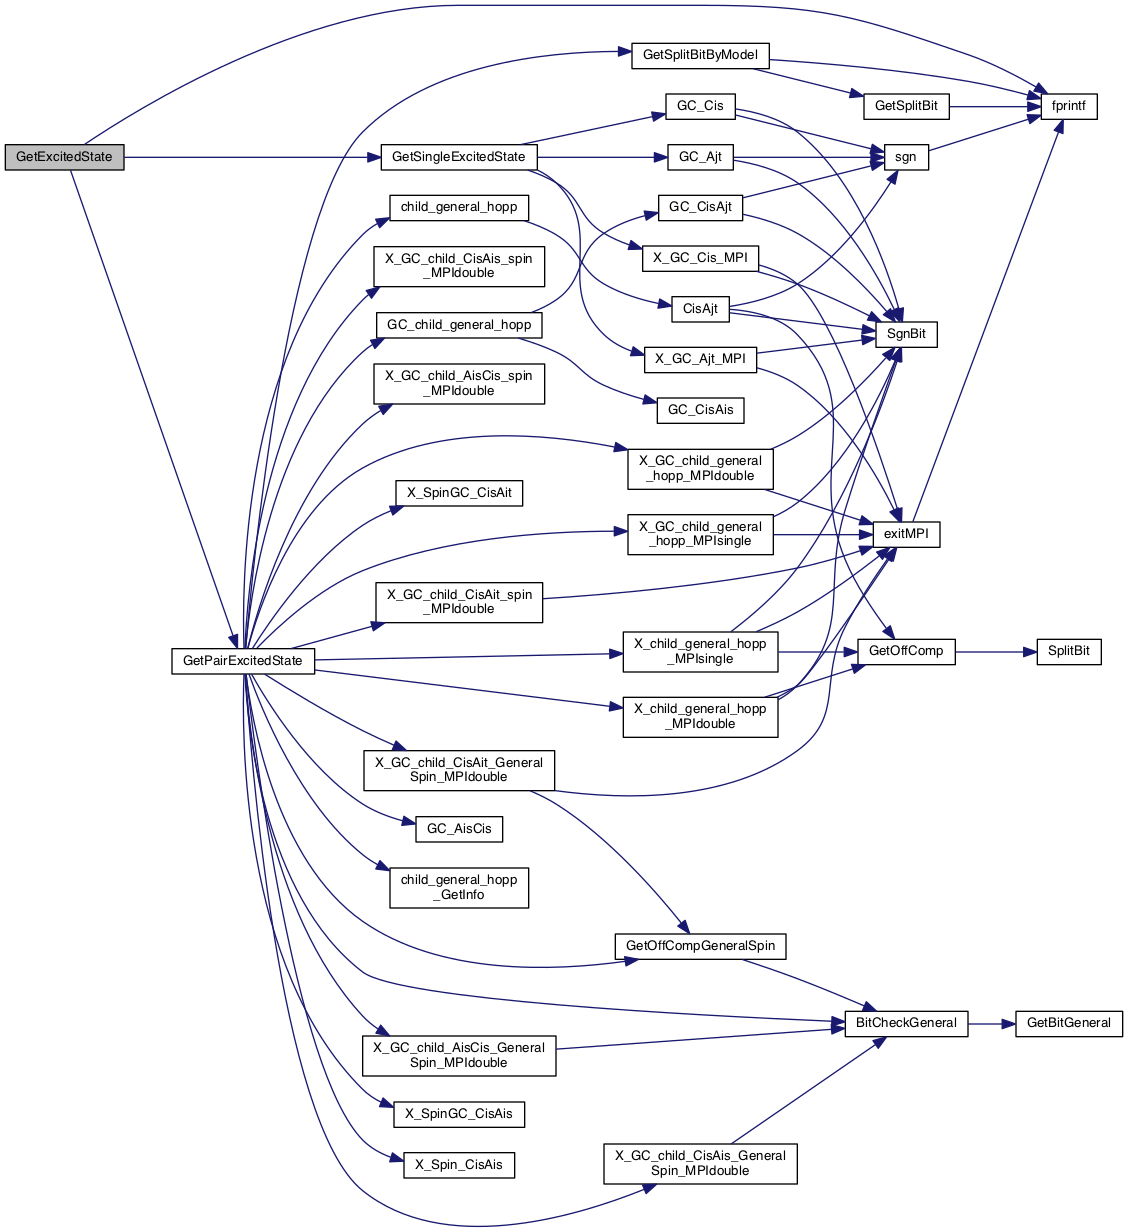 GetExcitedState
GetSplitBitByModel
GetSplitBit
fprintf
GC_Cis
GetSingleExcitedState
GC_Ajt
sgn
child_general_hopp
GC_CisAjt
X_GC_child_CisAis_spin
_MPIdouble
X_GC_Cis_MPI
GC_child_general_hopp
CisAjt
SgnBit
X_GC_child_AisCis_spin
_MPIdouble
X_GC_Ajt_MPI
GC_CisAis
X_GC_child_general
_hopp_MPIdouble
X_SpinGC_CisAit
X_GC_child_general
_hopp_MPIsingle
exitMPI
X_GC_child_CisAit_spin
_MPIdouble
GetPairExcitedState
X_child_general_hopp
_MPIsingle
GetOffComp
SplitBit
X_child_general_hopp
_MPIdouble
X_GC_child_CisAit_General
Spin_MPIdouble
GC_AisCis
child_general_hopp
_GetInfo
GetOffCompGeneralSpin
BitCheckGeneral
GetBitGeneral
X_GC_child_AisCis_General
Spin_MPIdouble
X_SpinGC_CisAis
X_Spin_CisAis
X_GC_child_CisAis_General
Spin_MPIdouble